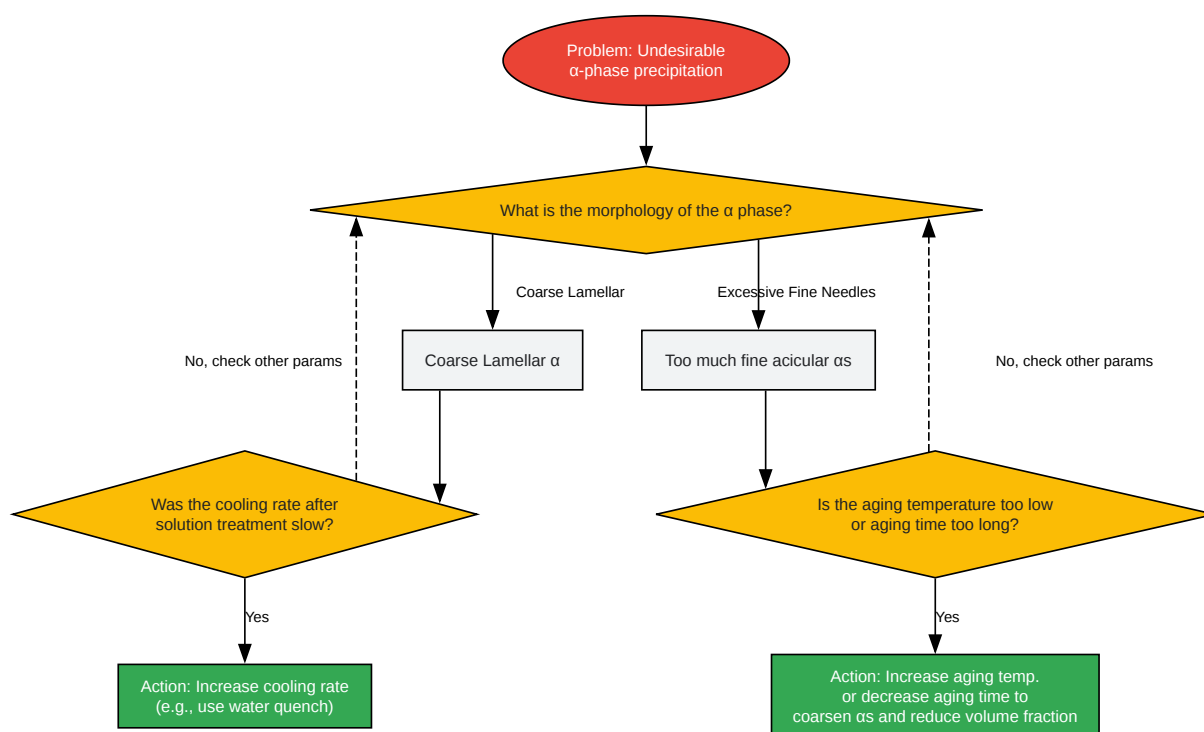 Problem: Undesirable
α-phase precipitation
What is the morphology of the α phase?
Coarse Lamellar
Excessive Fine Needles
No, check other params
Coarse Lamellar α
Too much fine acicular αs
No, check other params
Was the cooling rate after
solution treatment slow?
Is the aging temperature too low
or aging time too long?
Yes
Yes
Action: Increase cooling rate
(e.g., use water quench)
Action: Increase aging temp.
or decrease aging time to
coarsen αs and reduce volume fraction